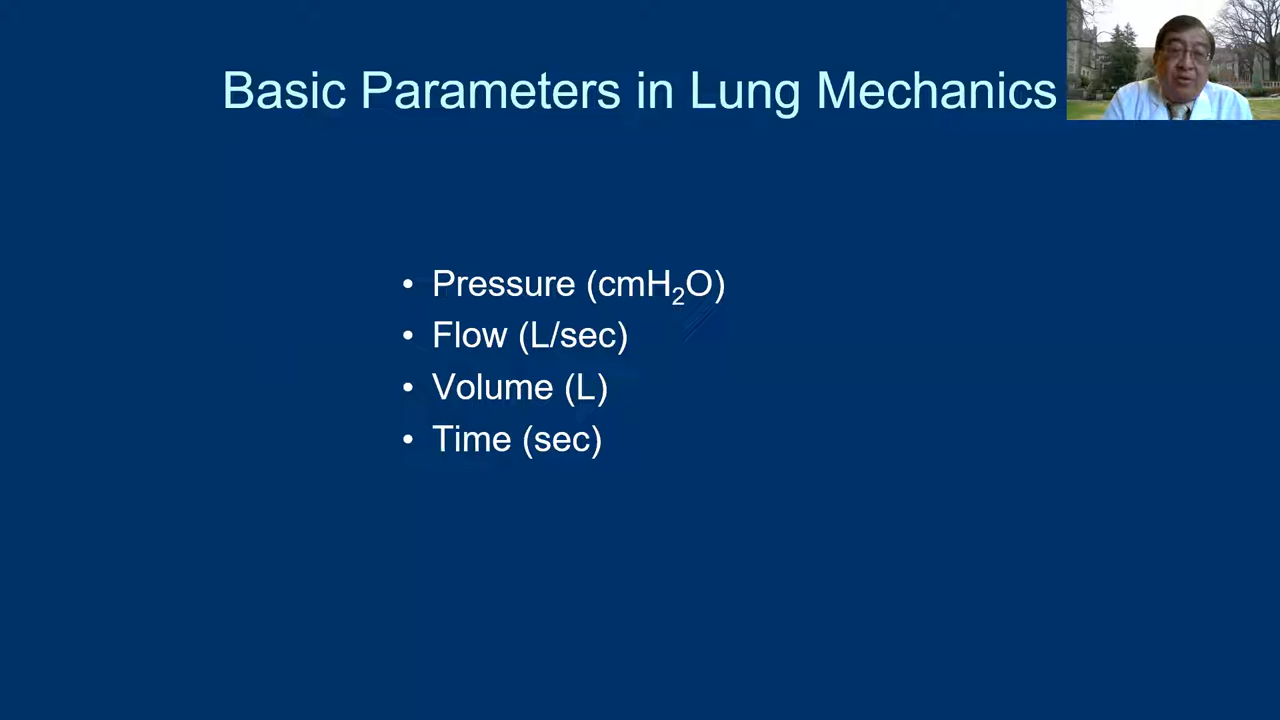 Basic Parameters in Lung Mechanics
• Pressure (cmH₂O)
• Flow (L/sec)
• Volume (L)
• Time (sec)